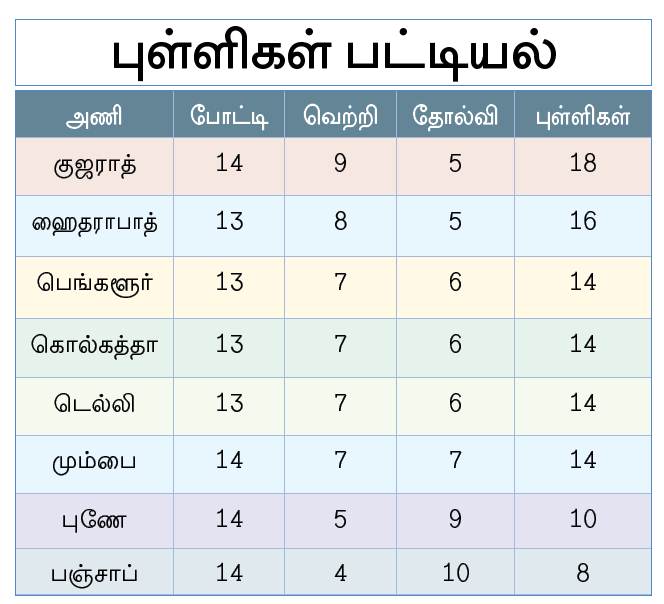 புள்ளிகள் பட்டியல்
அணி போட்டி வெற்றி தோல்வி புள்ளிகள்
குஜராத் 14 9 5 18
ஹைதராபாத் 13 8 5 16
பெங்களூர் 13 7 6 14
கொல்கத்தா 13 7 6 14
டெல்லி 13 7 6 14
மும்பை 14 7 7 14
புணே 14 5 9 10
பஞ்சாப் 14 4 10 8